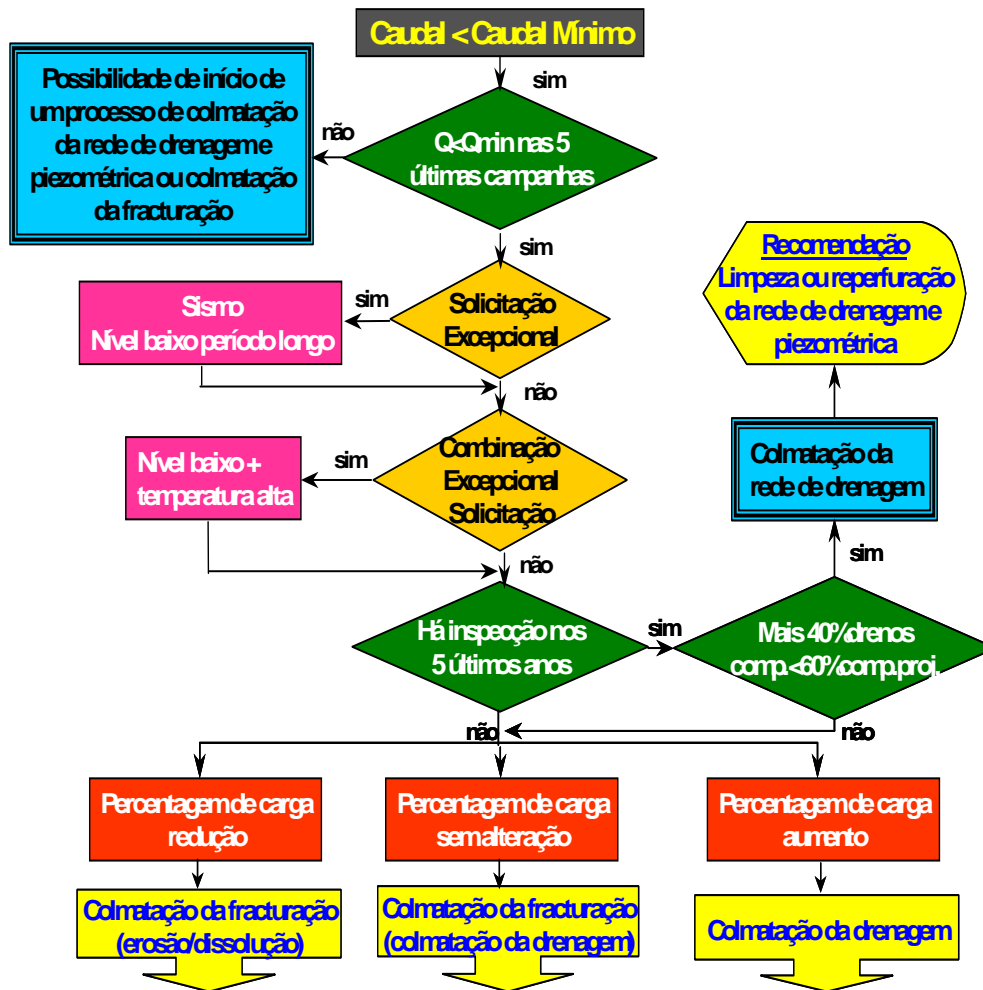 Caudal < Caudal Mínimo
sim
Possibilidade de início de
um processo de colmatação
da rede de drenagem e
piezométrica ou colmatação
da fracturação
não
Q<Qmin nas 5
últimas campanhas
sim
Recomendação
Limpeza ou reperfuração
da rede de drenagem e
piezométrica
Sismo
Nível baixo período longo
sim
Solicitação
Excepcional
não
Nível baixo +
temperatura alta
sim
Combinação
Excepcional
Solicitação
não
Colmatação da
rede de drenagem
sim
Há inspecção nos
5 últimos anos
sim
Mais 40% drenos
comp.<60% comp.proj.
não
não
Percentagem de carga
redução
Percentagem de carga
sem alteração
Percentagem de carga
aumento
Colmatação da fracturação
(erosão/dissolução)
Colmatação da fracturação
(colmatação da drenagem)
Colmatação da drenagem